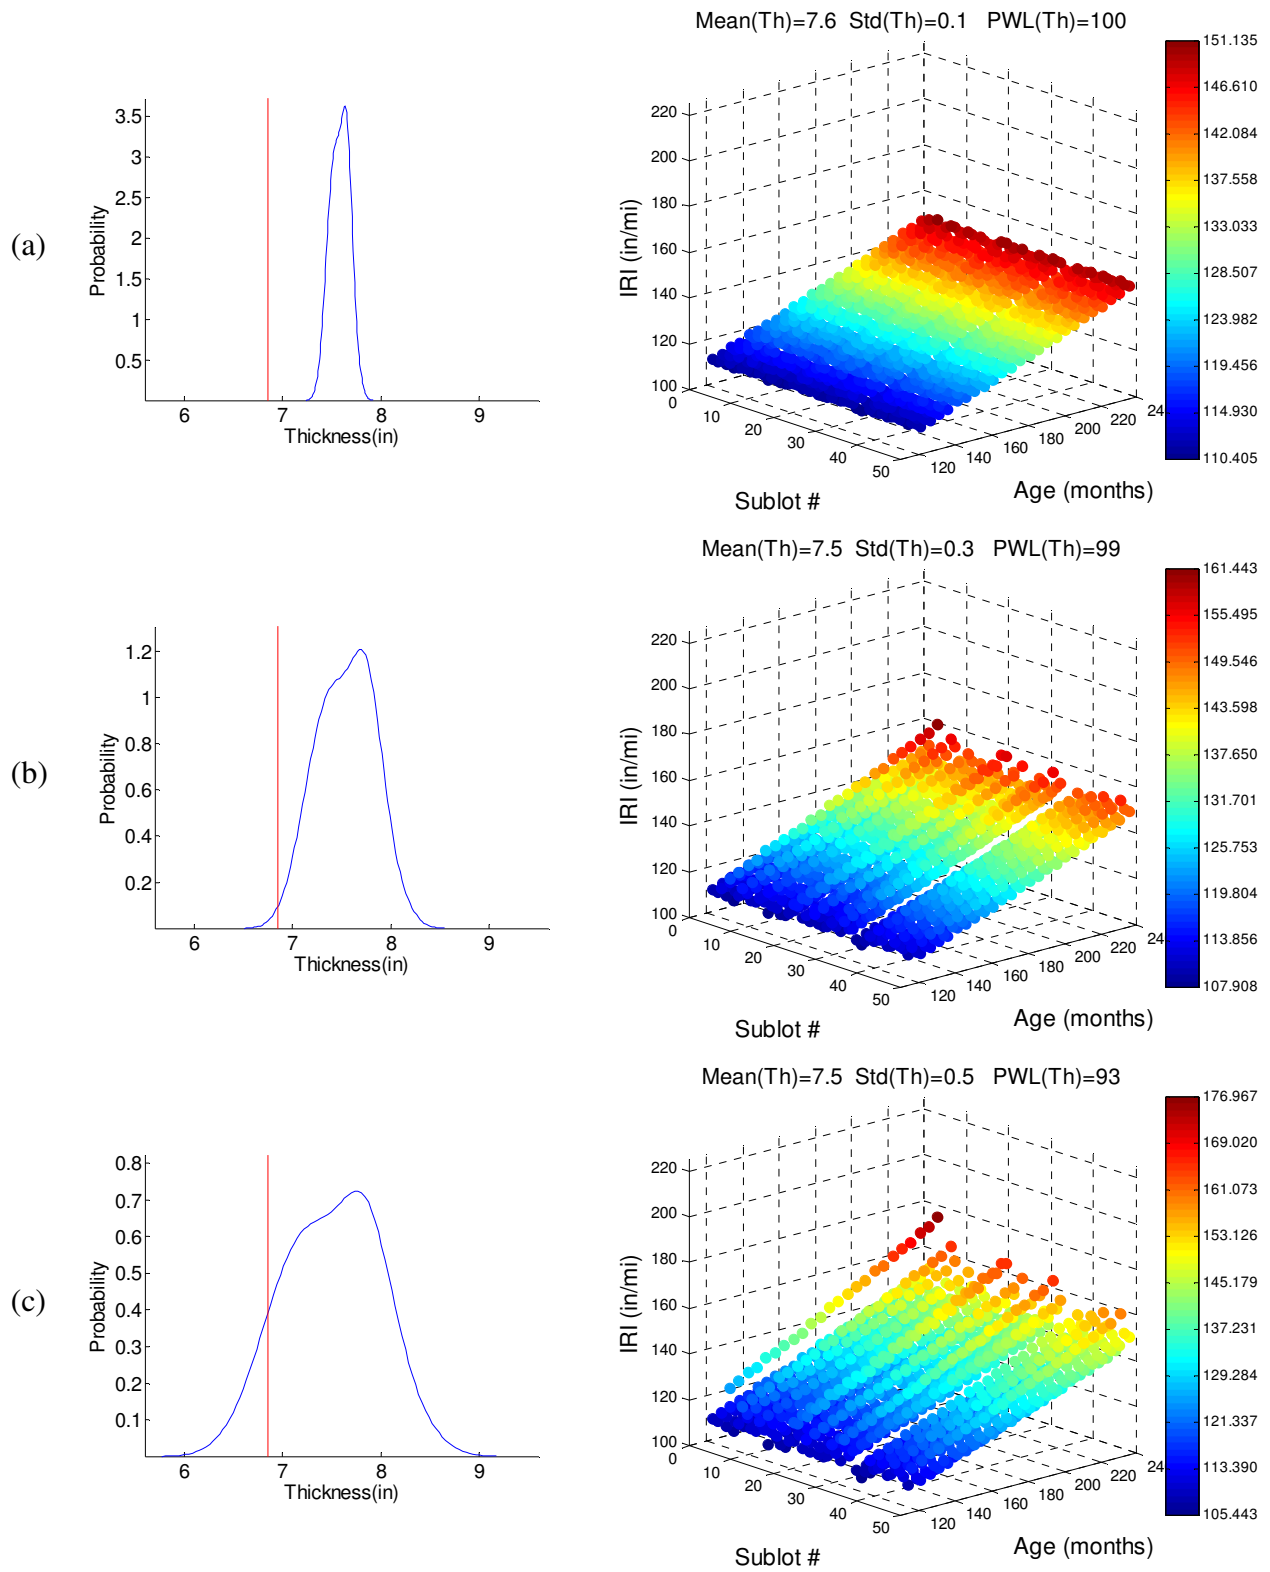 (a)
3.5
3
2.5
2
1.5
1
0.5
Probability
6 7 8 9
Thickness(in)
Mean(Th)=7.6 Std(Th)=0.1 PWL(Th)=100
220
200
180
160
140
120
100
IRI (in/mi)
0 10 20 30 40 50
Sublot #
120 140 160 180 200 220 24
Age (months)
151.135
146.610
142.084
137.558
133.033
128.507
123.982
119.456
114.930
110.405
(b)
1.2
1
0.8
0.6
0.4
0.2
Probability
6 7 8 9
Thickness(in)
Mean(Th)=7.5 Std(Th)=0.3 PWL(Th)=99
220
200
180
160
140
120
100
IRI (in/mi)
0 10 20 30 40 50
Sublot #
120 140 160 180 200 220 24
Age (months)
161.443
155.495
149.546
143.598
137.650
131.701
125.753
119.804
113.856
107.908
(c)
0.8
0.7
0.6
0.5
0.4
0.3
0.2
0.1
Probability
6 7 8 9
Thickness(in)
Mean(Th)=7.5 Std(Th)=0.5 PWL(Th)=93
220
200
180
160
140
120
100
IRI (in/mi)
0 10 20 30 40 50
Sublot #
120 140 160 180 200 220 24
Age (months)
176.967
169.020
161.073
153.126
145.179
137.231
129.284
121.337
113.390
105.443